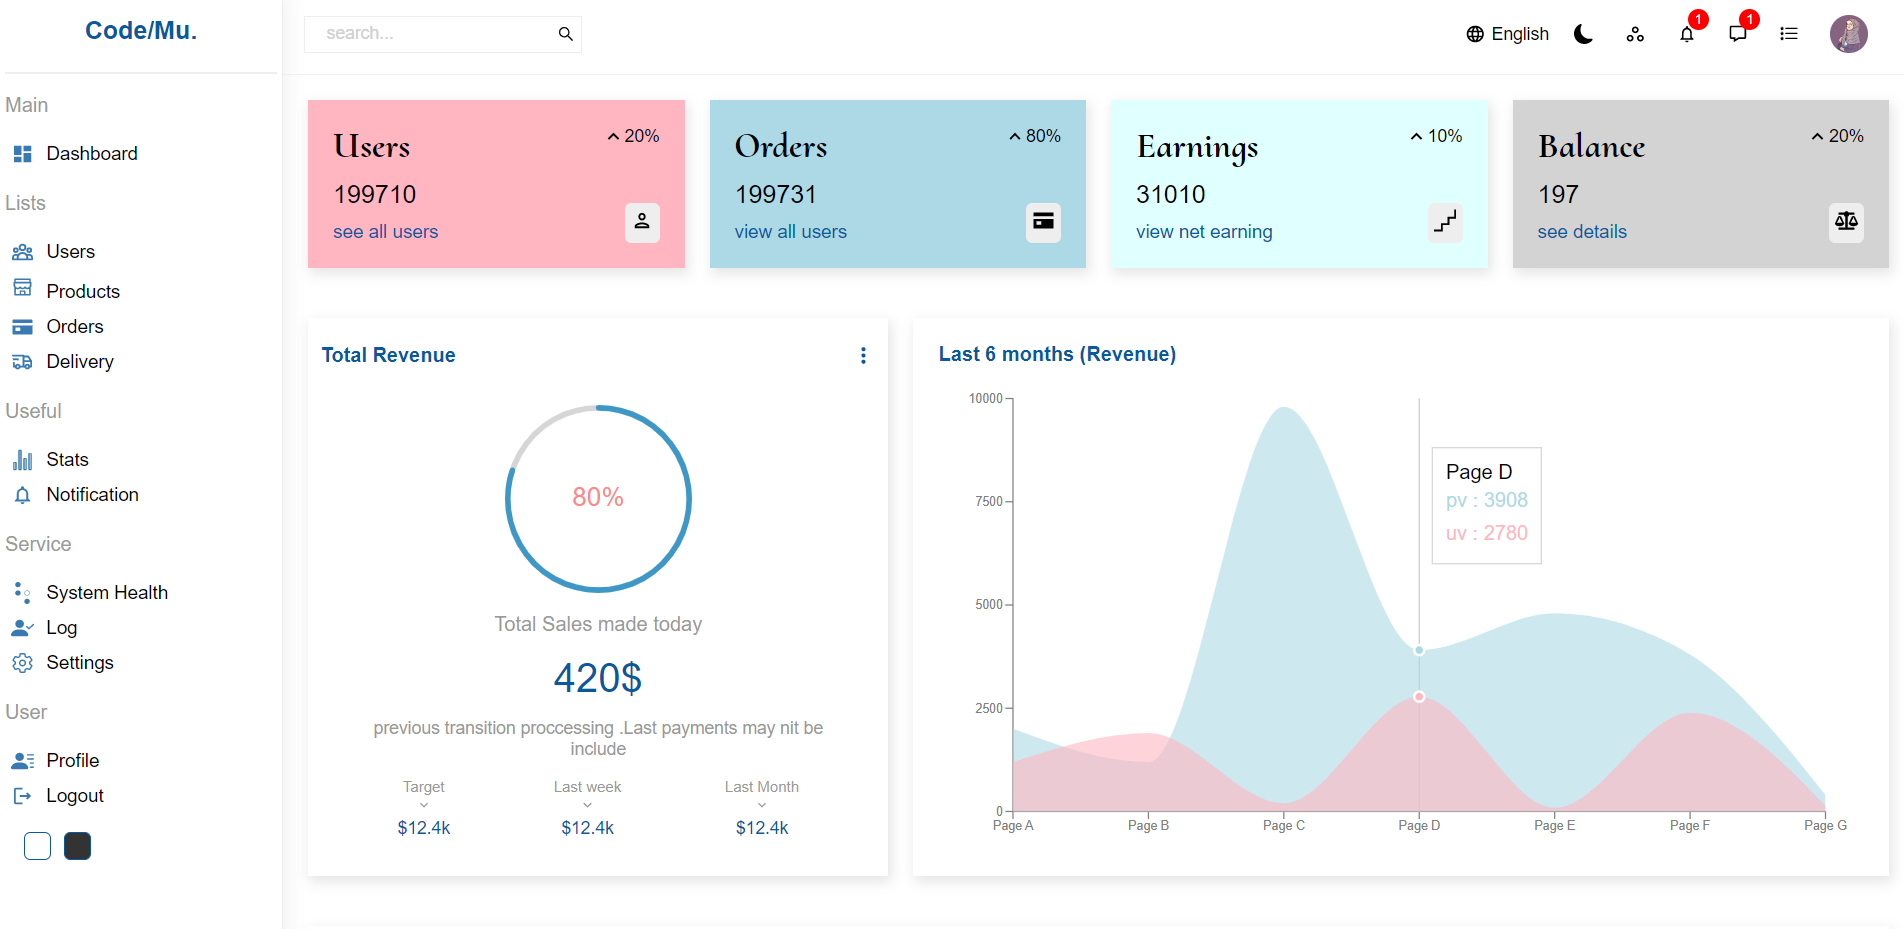 Code/Mu.
search...
English
1
1
Main
Dashboard
Lists
Users
Products
Orders
Delivery
Useful
Stats
Notification
Service
System Health
Log
Settings
User
Profile
Logout
Users
20%
199710
see all users
Orders
80%
199731
view all users
Earnings
10%
31010
view net earning
Balance
20%
197
see details
Total Revenue
80%
Total Sales made today
420$
previous transition proccessing .Last payments may nit be
include
Target
Last week
Last Month
$12.4k
$12.4k
$12.4k
Last 6 months (Revenue)
10000
7500
5000
2500
0
Page D
pv : 3908
uv : 2780
Page A
Page B
Page C
Page D
Page E
Page F
Page G